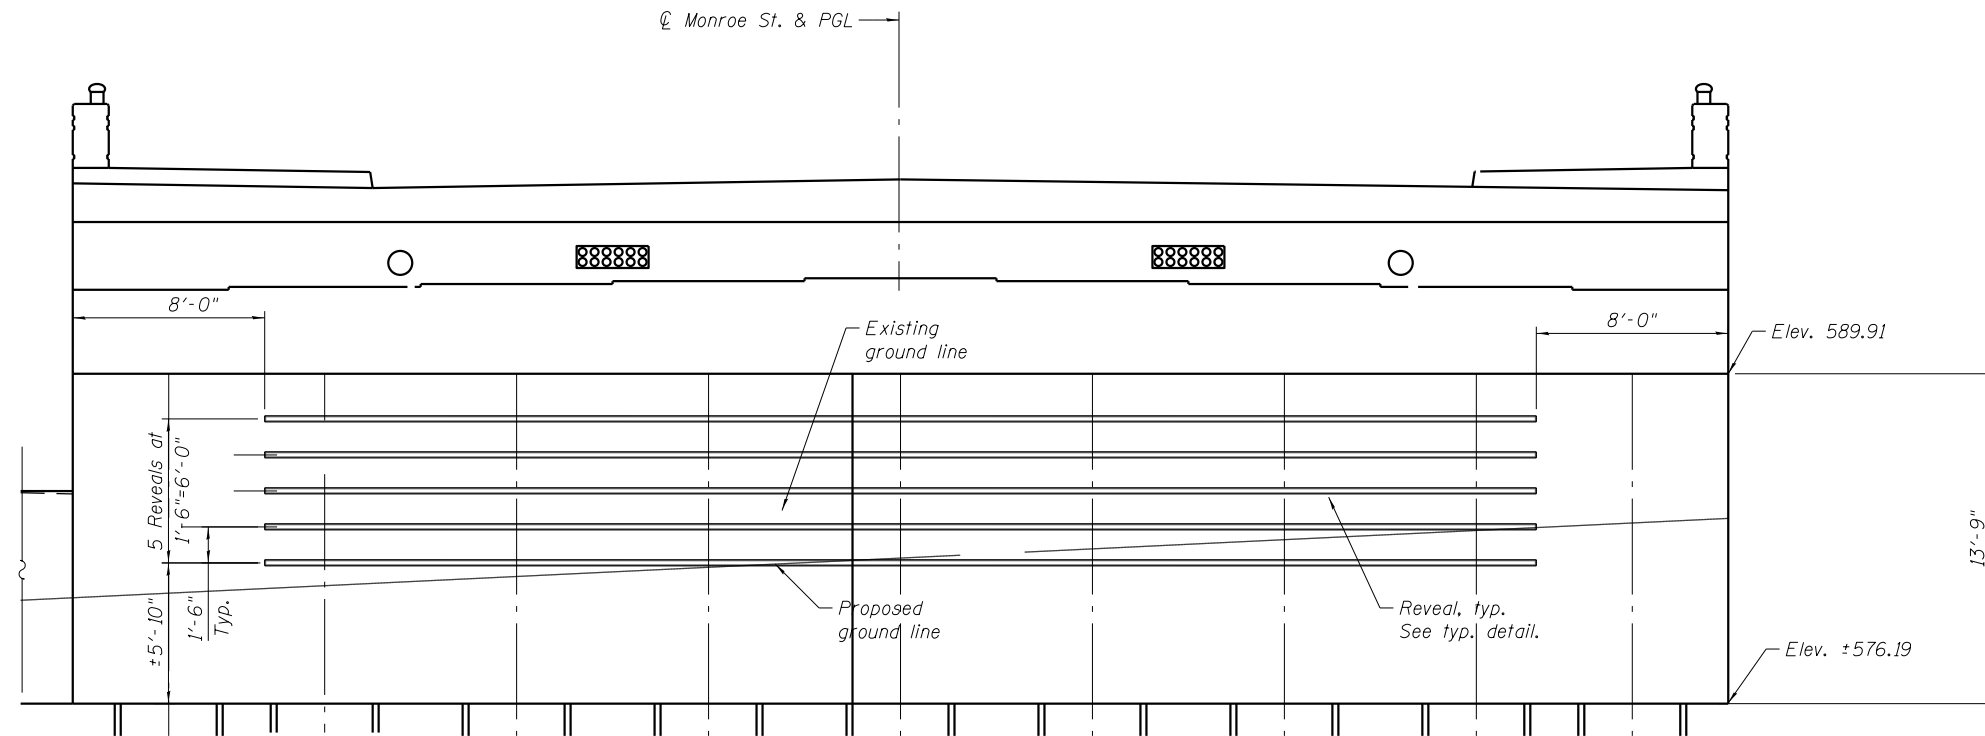 ℄ Monroe St. & PGL
8'-0"
8'-0"
Existing
ground line
Elev. 589.91
5 Reveals at
1'-6"=6'-0"
13'-9"
±5'-10"
1'-6"
Typ.
Proposed
ground line
Reveal, typ.
See typ. detail.
Elev. ±576.19